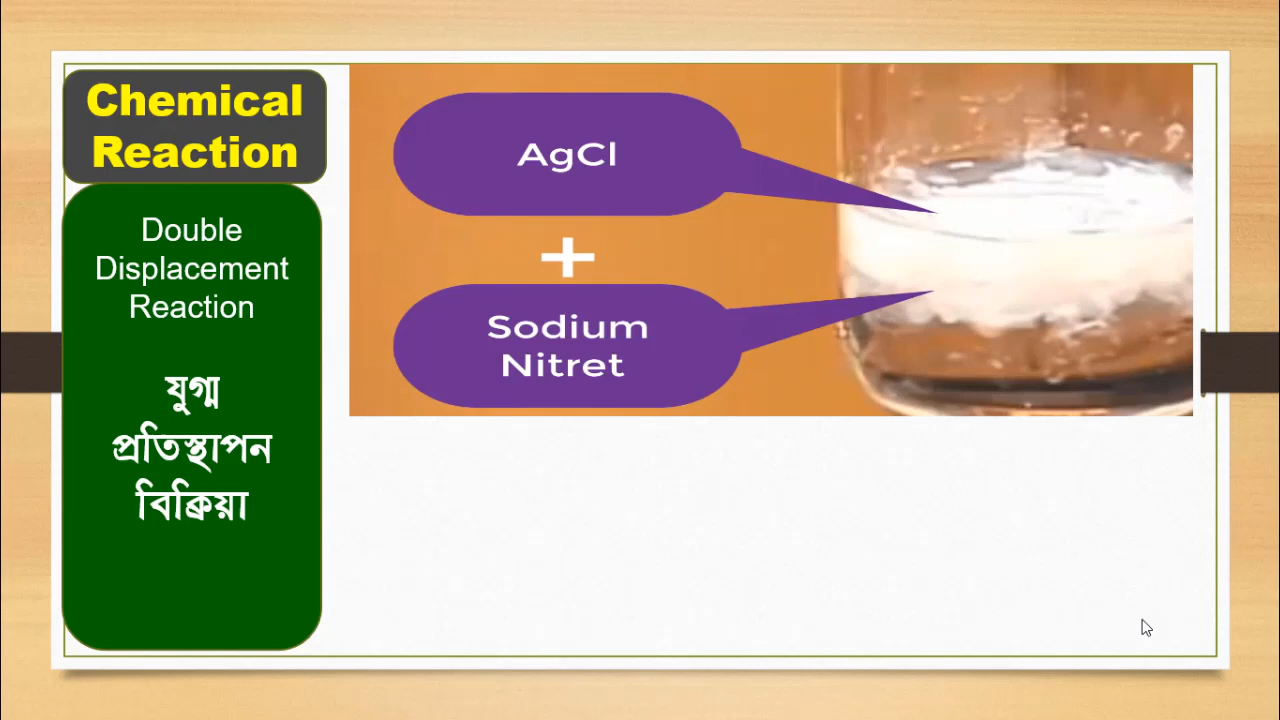 Chemical
Reaction
Double
Displacement
Reaction
যুগ্ম
প্রতিস্থাপন
বিক্রিয়া
AgCl
+
Sodium
Nitret